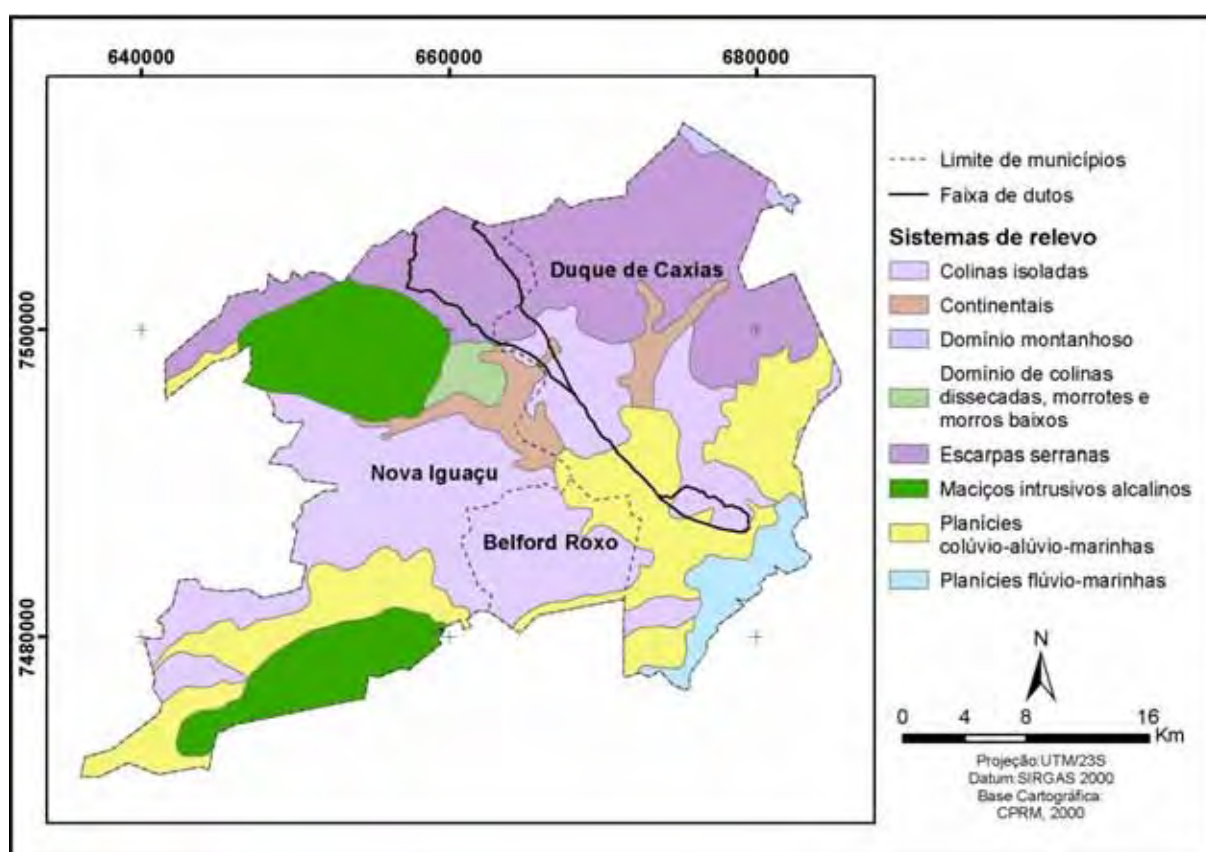 640000 660000 680000
7500000
7480000
Duque de Caxias
Nova Iguaçu
Belford Roxo
Limite de municípios
Faixa de dutos
Sistemas de relevo
Colinas isoladas
Continentais
Domínio montanhoso
Domínio de colinas
dissecadas, morrotes e
morros baixos
Escarpas serranas
Maciços intrusivos alcalinos
Planícies
colúvio-alúvio-marinhas
Planícies flúvio-marinhas
N
0 4 8 16
Km
Projeção:UTM/23S
Datum:SIRGAS 2000
Base Cartográfica:
CPRM, 2000